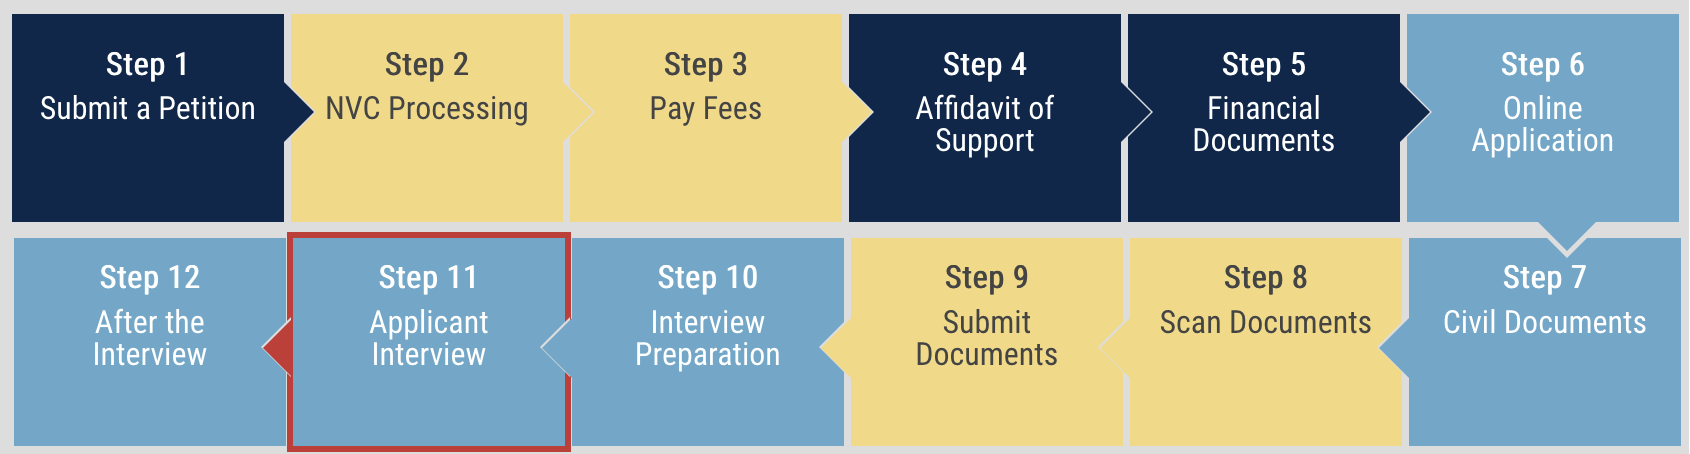 Step 1
Submit a Petition
Step 2
NVC Processing
Step 3
Pay Fees
Step 4
Affidavit of
Support
Step 5
Financial
Documents
Step 6
Online
Application
Step 12
After the
Interview
Step 11
Applicant
Interview
Step 10
Interview
Preparation
Step 9
Submit
Documents
Step 8
Scan Documents
Step 7
Civil Documents